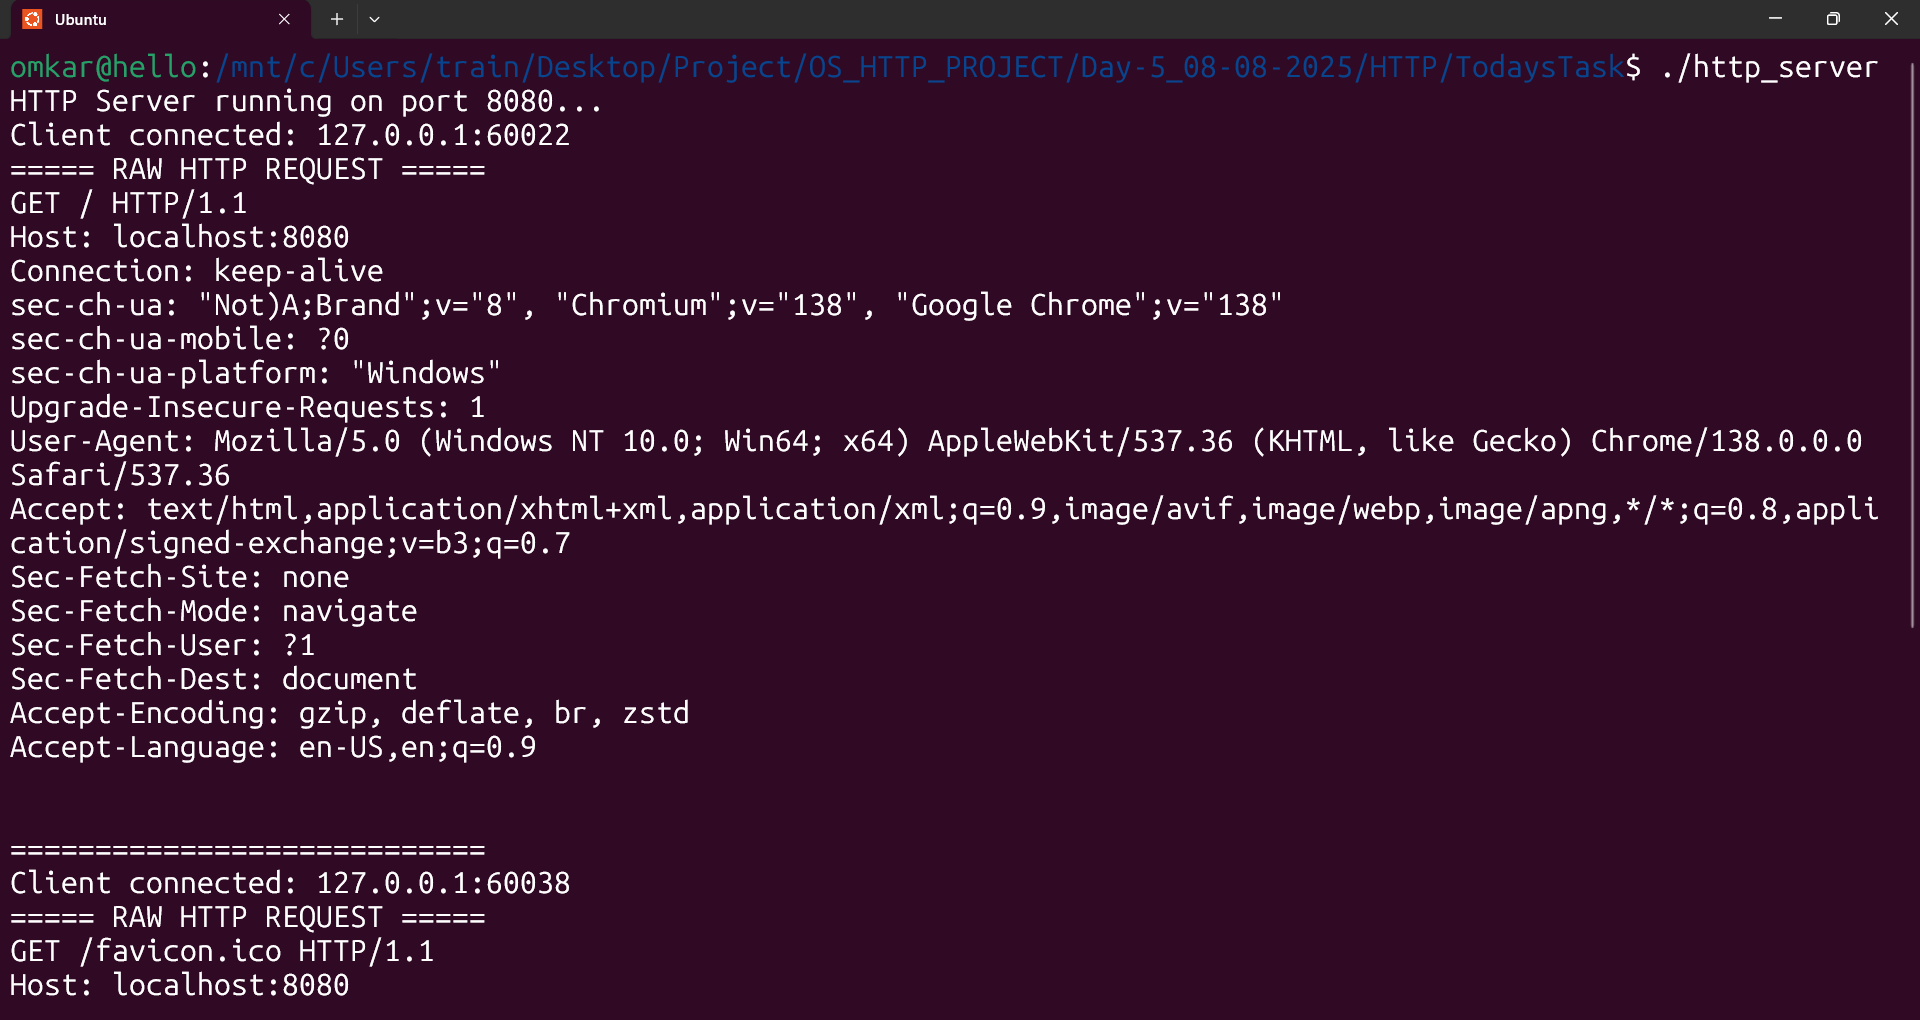 Ubuntu
omkar@hello:/mnt/c/Users/train/Desktop/Project/OS_HTTP_PROJECT/Day-5_08-08-2025/HTTP/TodaysTask$ ./http_server
HTTP Server running on port 8080...
Client connected: 127.0.0.1:60022
===== RAW HTTP REQUEST =====
GET / HTTP/1.1
Host: localhost:8080
Connection: keep-alive
sec-ch-ua: "Not)A;Brand";v="8", "Chromium";v="138", "Google Chrome";v="138"
sec-ch-ua-mobile: ?0
sec-ch-ua-platform: "Windows"
Upgrade-Insecure-Requests: 1
User-Agent: Mozilla/5.0 (Windows NT 10.0; Win64; x64) AppleWebKit/537.36 (KHTML, like Gecko) Chrome/138.0.0.0
Safari/537.36
Accept: text/html,application/xhtml+xml,application/xml;q=0.9,image/avif,image/webp,image/apng,*/*;q=0.8,appli
cation/signed-exchange;v=b3;q=0.7
Sec-Fetch-Site: none
Sec-Fetch-Mode: navigate
Sec-Fetch-User: ?1
Sec-Fetch-Dest: document
Accept-Encoding: gzip, deflate, br, zstd
Accept-Language: en-US,en;q=0.9
============================
Client connected: 127.0.0.1:60038
===== RAW HTTP REQUEST =====
GET /favicon.ico HTTP/1.1
Host: localhost:8080